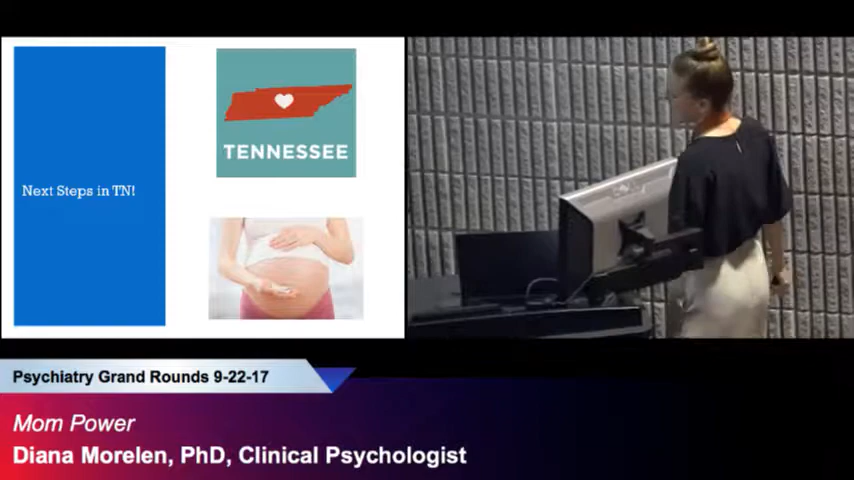 Next Steps in TN!
TENNESSEE
Psychiatry Grand Rounds 9-22-17
Mom Power
Diana Morelen, PhD, Clinical Psychologist